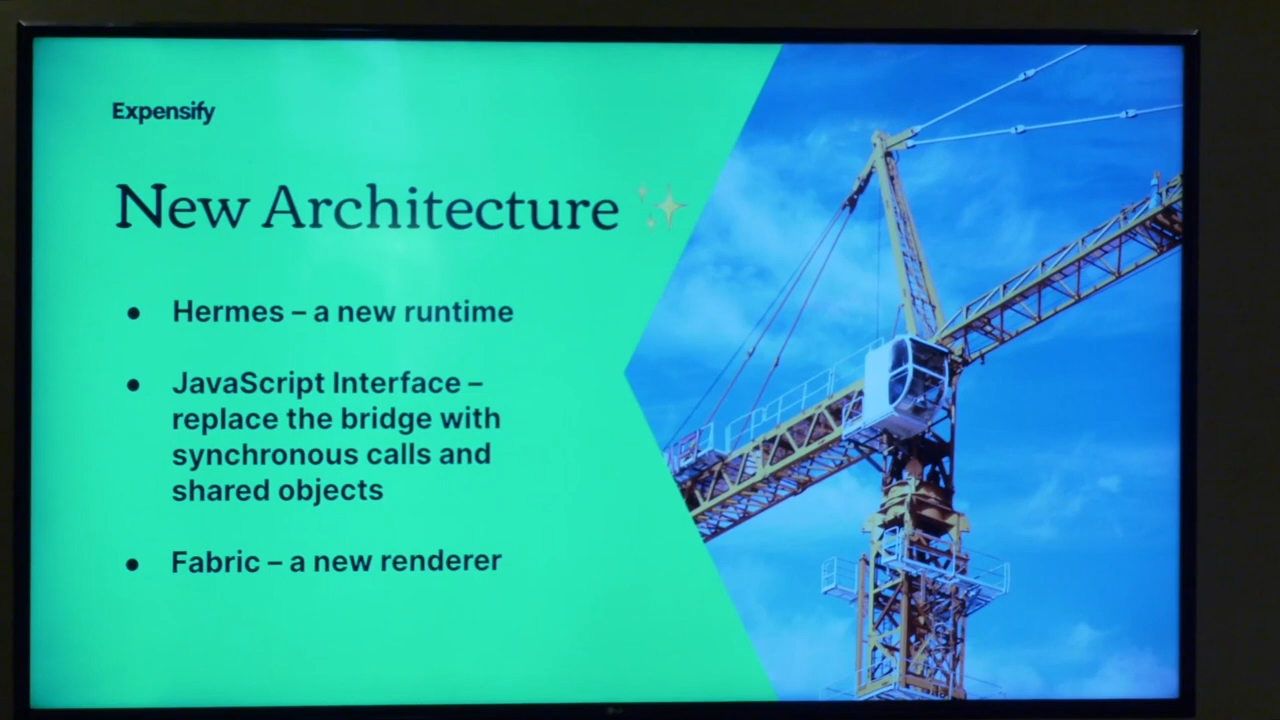 Expensify
New Architecture ✨
● Hermes – a new runtime
● JavaScript Interface –
replace the bridge with
synchronous calls and
shared objects
● Fabric – a new renderer